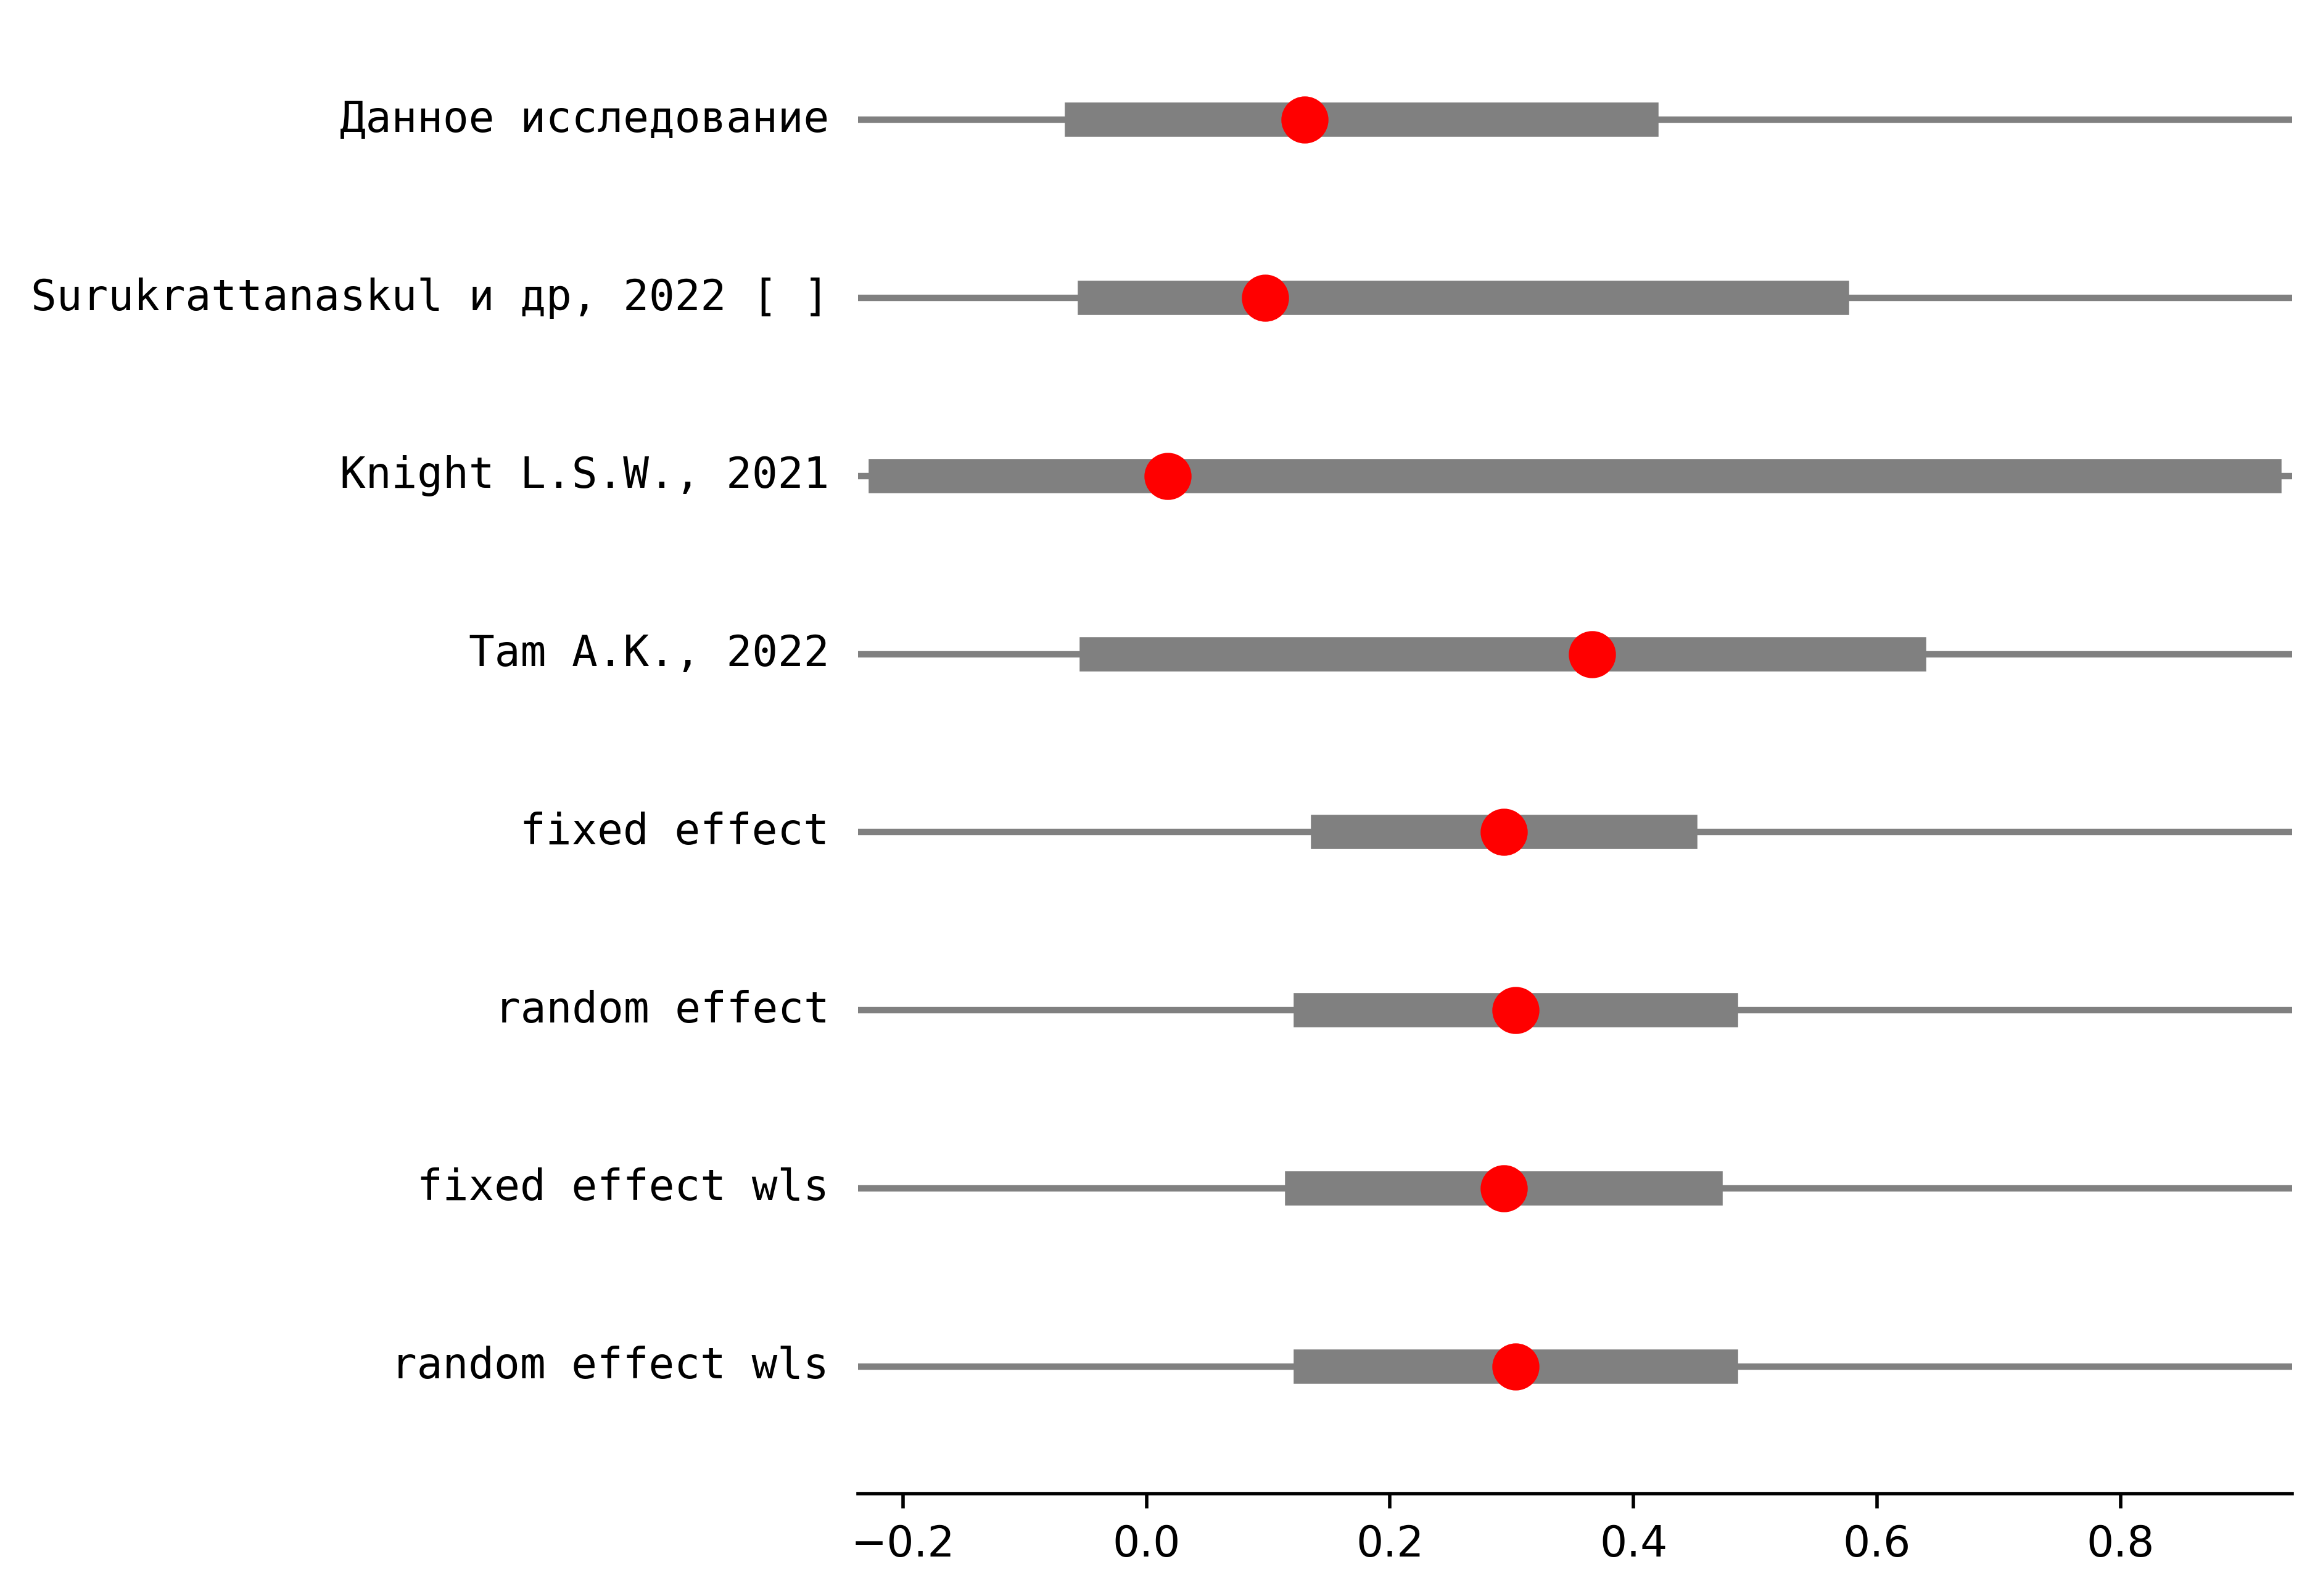 Данное исследование
Surukrattanaskul и др, 2022 [ ]
Knight L.S.W., 2021
Tam A.K., 2022
fixed effect
random effect
fixed effect wls
random effect wls
−0.2 0.0 0.2 0.4 0.6 0.8